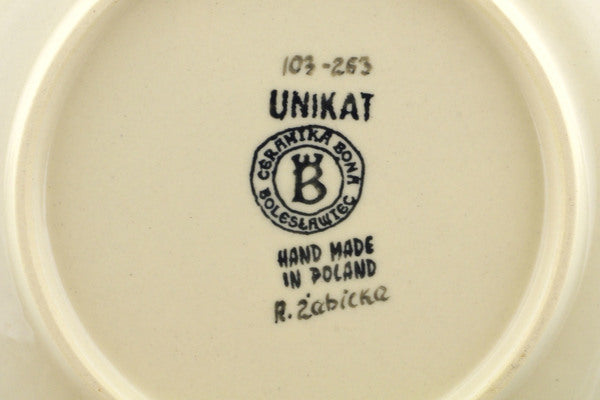 103-263
UNIKAT
CERAMIKA BONA
B
BOLESŁAWIEC
HAND MADE
IN POLAND
R. Żabicka